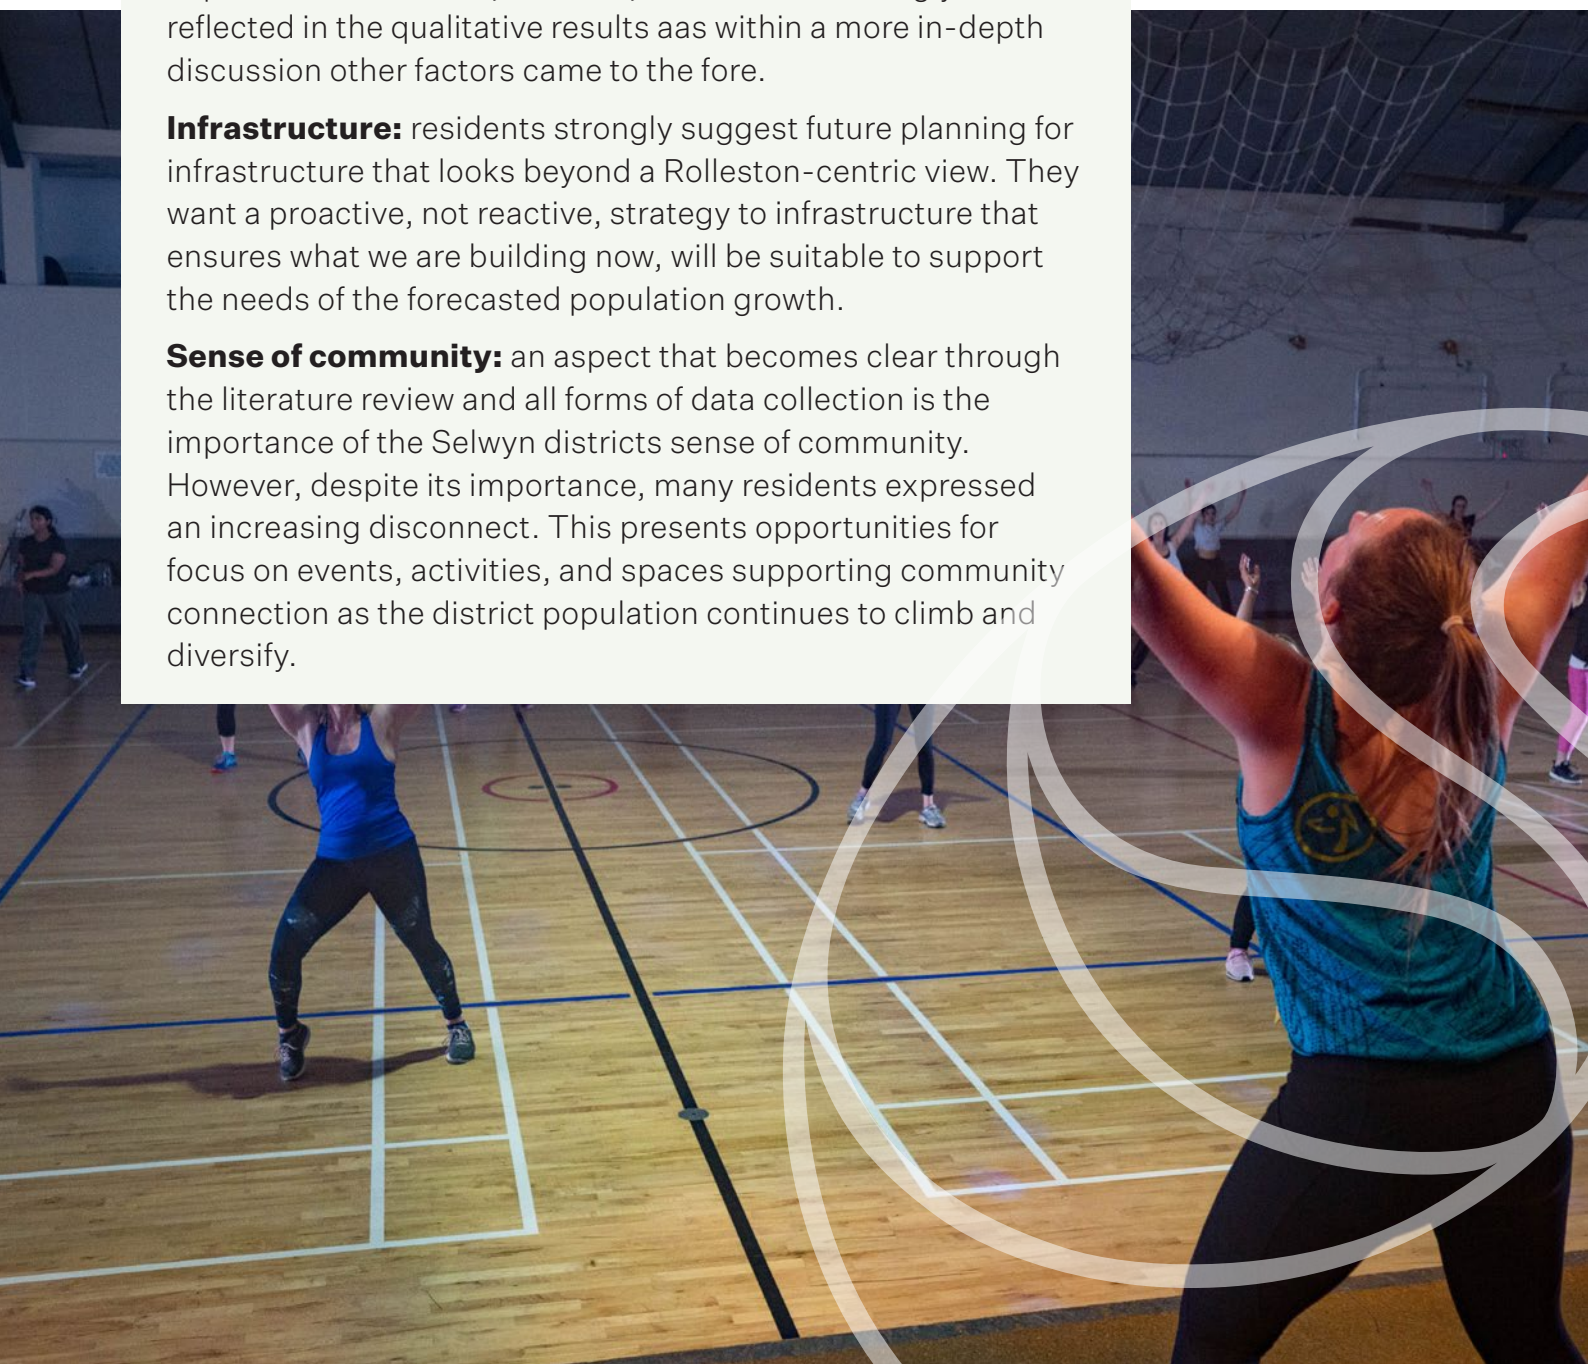 reflected in the qualitative results aas within a more in-depth
discussion other factors came to the fore.
Infrastructure: residents strongly suggest future planning for
infrastructure that looks beyond a Rolleston-centric view. They
want a proactive, not reactive, strategy to infrastructure that
ensures what we are building now, will be suitable to support
the needs of the forecasted population growth.
Sense of community: an aspect that becomes clear through
the literature review and all forms of data collection is the
importance of the Selwyn districts sense of community.
However, despite its importance, many residents expressed
an increasing disconnect. This presents opportunities for
focus on events, activities, and spaces supporting community
connection as the district population continues to climb and
diversify.